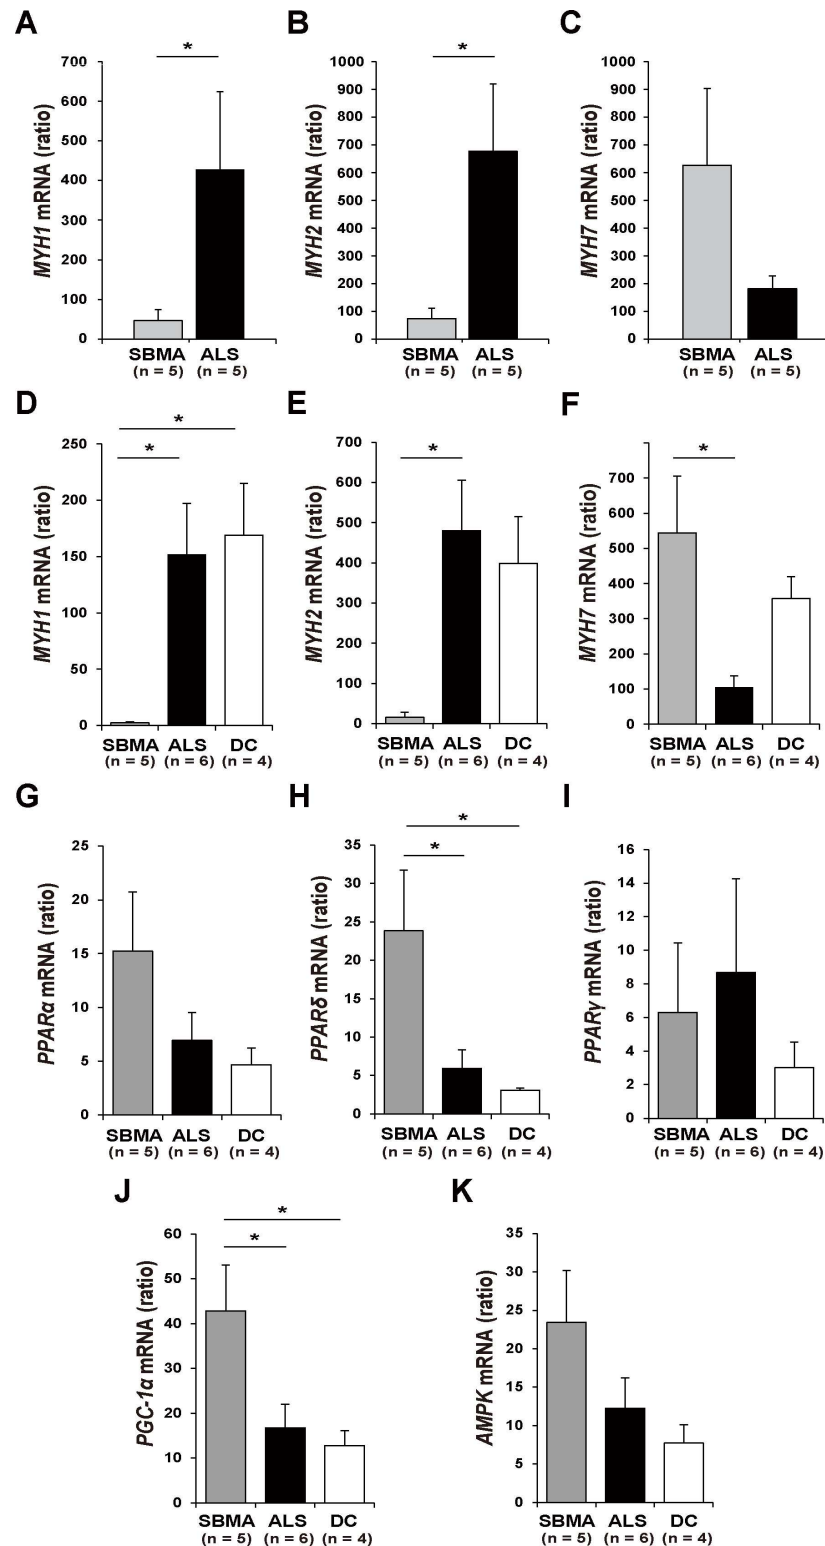 A
*
MYH1 mRNA (ratio)
700
600
500
400
300
200
100
0
SBMA ALS
(n = 5) (n = 5)
B
*
MYH2 mRNA (ratio)
1000
900
800
700
600
500
400
300
200
100
0
SBMA ALS
(n = 5) (n = 5)
C
MYH7 mRNA (ratio)
1000
900
800
700
600
500
400
300
200
100
0
SBMA ALS
(n = 5) (n = 5)
D
*
*
MYH1 mRNA (ratio)
250
200
150
100
50
0
SBMA ALS DC
(n = 5) (n = 6) (n = 4)
E
*
MYH2 mRNA (ratio)
700
600
500
400
300
200
100
0
SBMA ALS DC
(n = 5) (n = 6) (n = 4)
F
*
MYH7 mRNA (ratio)
700
600
500
400
300
200
100
0
SBMA ALS DC
(n = 5) (n = 6) (n = 4)
G
PPARα mRNA (ratio)
25
20
15
10
5
0
SBMA ALS DC
(n = 5) (n = 6) (n = 4)
H
*
*
PPARδ mRNA (ratio)
35
30
25
20
15
10
5
0
SBMA ALS DC
(n = 5) (n = 6) (n = 4)
I
PPARγ mRNA (ratio)
16
14
12
10
8
6
4
2
0
SBMA ALS DC
(n = 5) (n = 6) (n = 4)
J
*
*
PGC-1α mRNA (ratio)
60
50
40
30
20
10
0
SBMA ALS DC
(n = 5) (n = 6) (n = 4)
K
AMPK mRNA (ratio)
35
30
25
20
15
10
5
0
SBMA ALS DC
(n = 5) (n = 6) (n = 4)